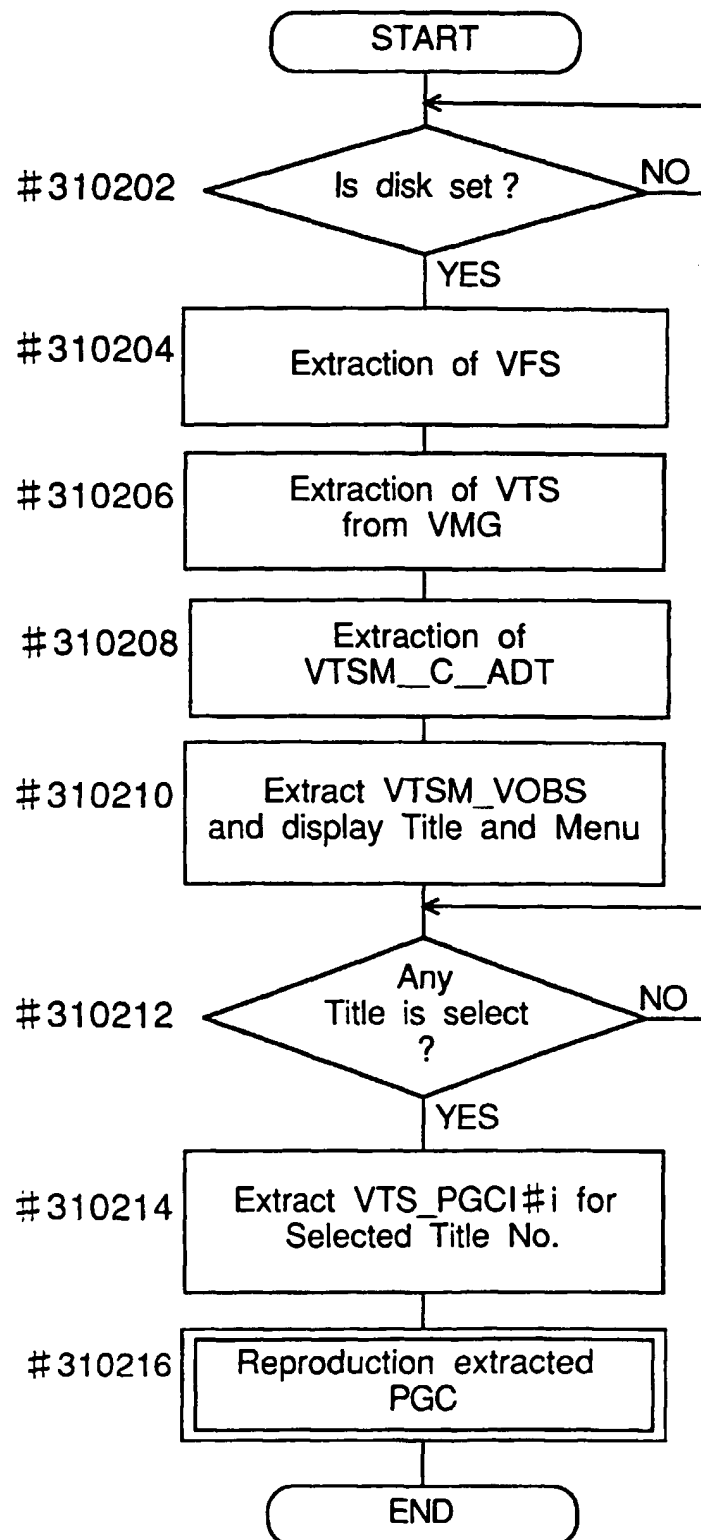 START
#310202
Is disk set ?
NO
YES
#310204
Extraction of VFS
#310206
Extraction of VTS
from VMG
#310208
Extraction of
VTSM__C__ADT
#310210
Extract VTSM_VOBS
and display Title and Menu
#310212
Any
Title is select
?
NO
YES
#310214
Extract VTS_PGCI#i for
Selected Title No.
#310216
Reproduction extracted
PGC
END